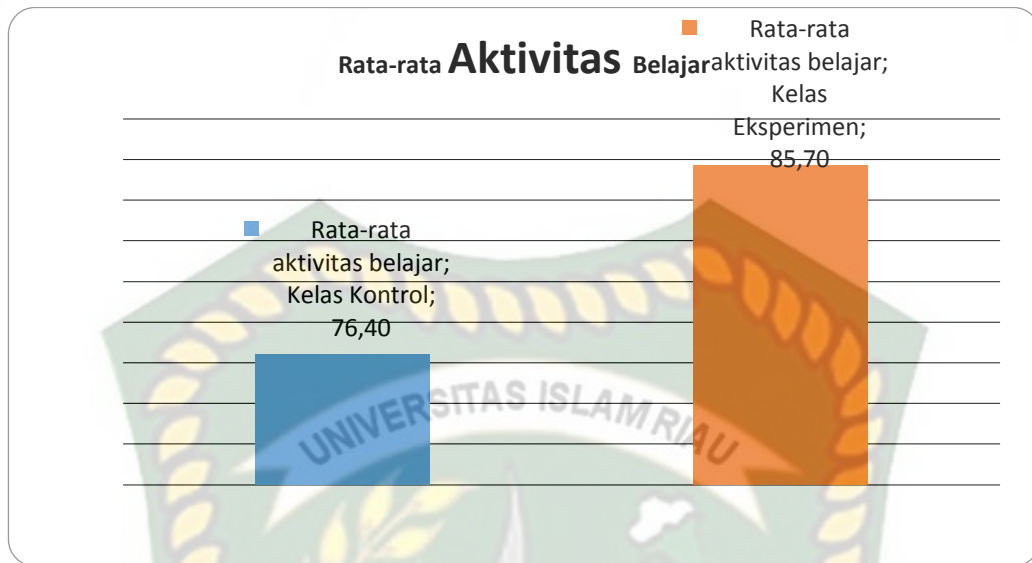 Rata-rata Aktivitas Belajar
Rata-rata
aktivitas belajar;
Kelas
Eksperimen;
85,70
Rata-rata
aktivitas belajar;
Kelas Kontrol;
76,40
UNIVERSITAS ISLAM RIAU